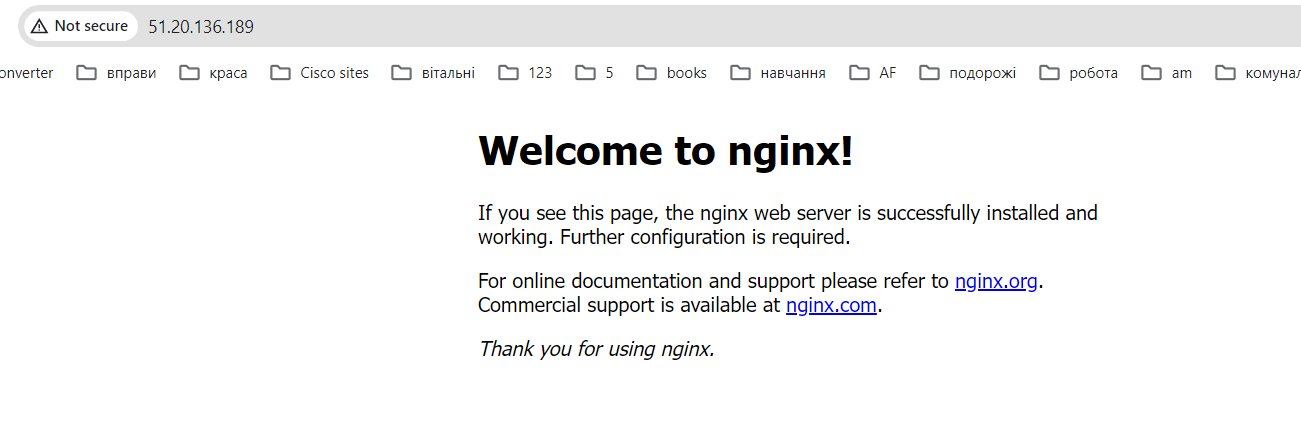 Not secure 51.20.136.189
onverter вправи краса Cisco sites вітальні 123 5 books навчання AF подорожі робота am комунал
Welcome to nginx!
If you see this page, the nginx web server is successfully installed and
working. Further configuration is required.
For online documentation and support please refer to nginx.org.
Commercial support is available at nginx.com.
Thank you for using nginx.